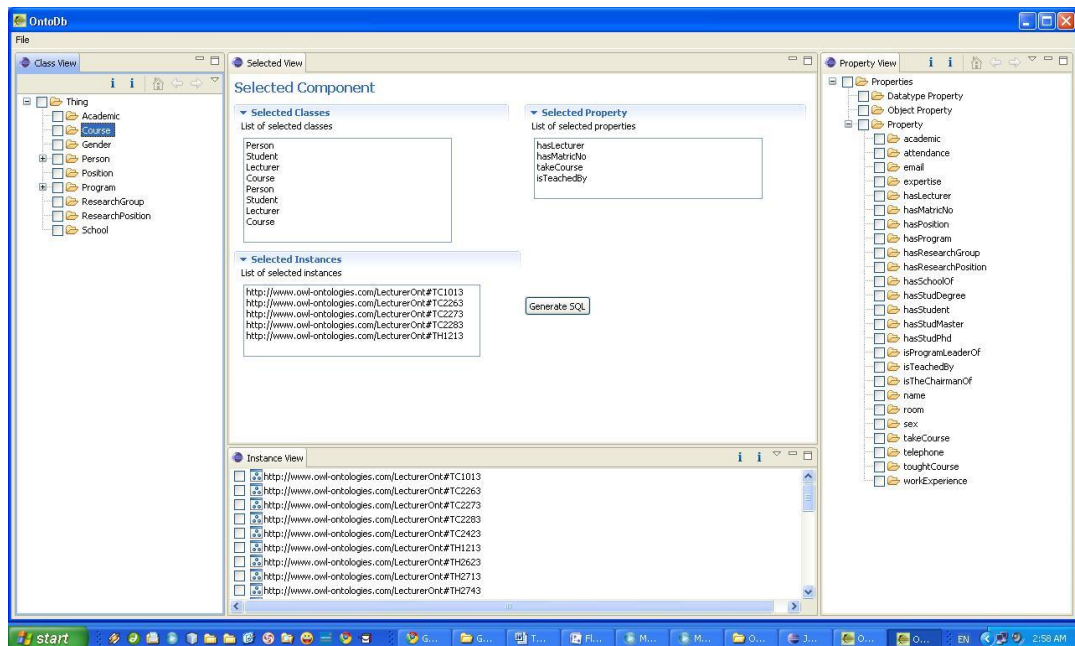 OntoDb
File
Class View
Thing
Academic
Course
Gender
Person
Position
Program
ResearchGroup
ResearchPosition
School
Selected View
Selected Component
Selected Classes
List of selected classes
Person
Student
Lecturer
Course
Person
Student
Lecturer
Course
Selected Property
List of selected properties
hasLecturer
hasMatricNo
takeCourse
isTeachedBy
Selected Instances
List of selected instances
http://www.owl-ontologies.com/LecturerOnt#TC1013
http://www.owl-ontologies.com/LecturerOnt#TC2263
http://www.owl-ontologies.com/LecturerOnt#TC2273
http://www.owl-ontologies.com/LecturerOnt#TC2283
http://www.owl-ontologies.com/LecturerOnt#TH1213
Generate SQL
Instance View
http://www.owl-ontologies.com/LecturerOnt#TC1013
http://www.owl-ontologies.com/LecturerOnt#TC2263
http://www.owl-ontologies.com/LecturerOnt#TC2273
http://www.owl-ontologies.com/LecturerOnt#TC2283
http://www.owl-ontologies.com/LecturerOnt#TC2423
http://www.owl-ontologies.com/LecturerOnt#TH1213
http://www.owl-ontologies.com/LecturerOnt#TH2623
http://www.owl-ontologies.com/LecturerOnt#TH2713
http://www.owl-ontologies.com/LecturerOnt#TH2743
Property View
Properties
Datatype Property
Object Property
Property
academic
attendance
email
expertise
hasLecturer
hasMatricNo
hasPosition
hasProgram
hasResearchGroup
hasResearchPosition
hasSchoolOf
hasStudDegree
hasStudent
hasStudMaster
hasStudPhd
isProgramLeaderOf
isTeachedBy
isTheChairmanOf
name
room
sex
takeCourse
telephone
toughtCourse
workExperience
start
G...
G...
T...
Fl...
M...
M...
O...
J...
O...
O...
EN
2:58 AM